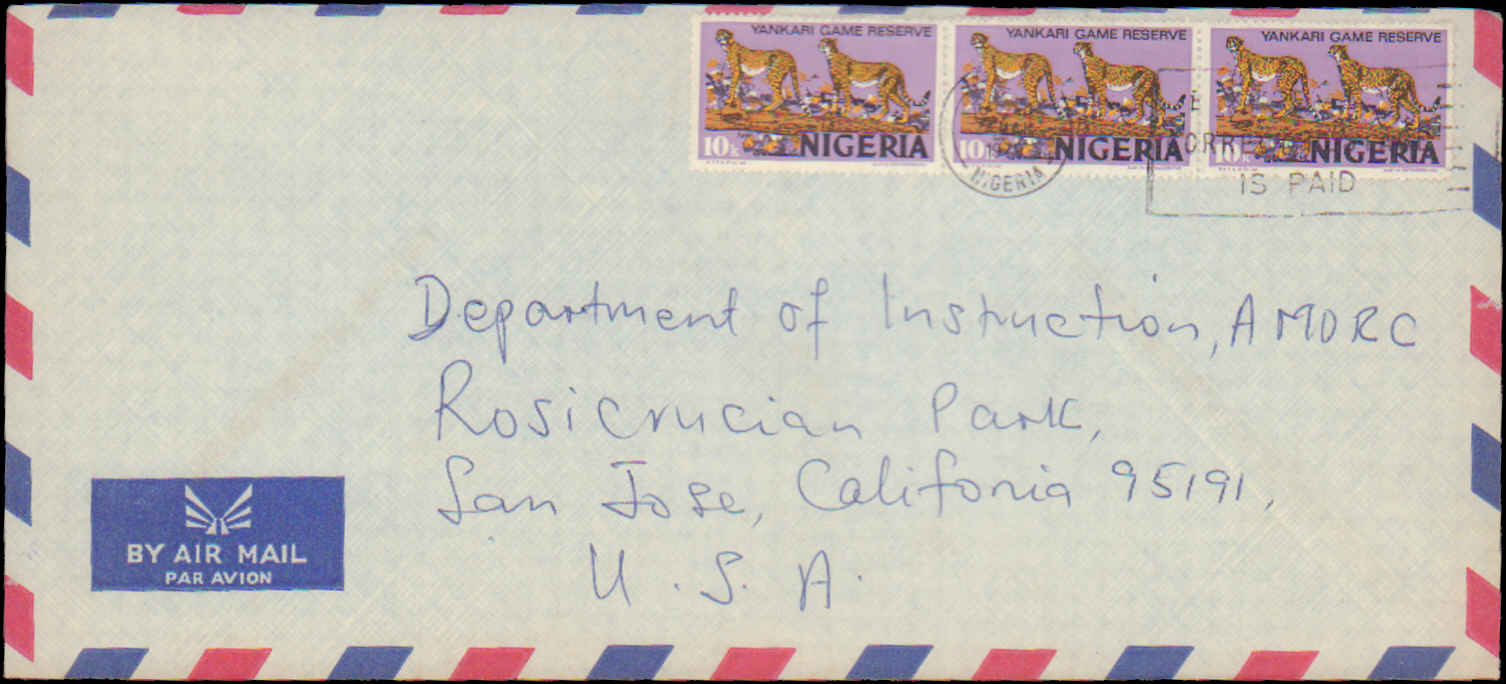 YANKARI GAME RESERVE
10K NIGERIA
YANKARI GAME RESERVE
10K NIGERIA
YANKARI GAME RESERVE
10K NIGERIA
NIGERIA
IS PAID
Department of Instruction, AMORC
Rosicrucian Park,
San Jose, California 95191,
U. S. A.
BY AIR MAIL
PAR AVION